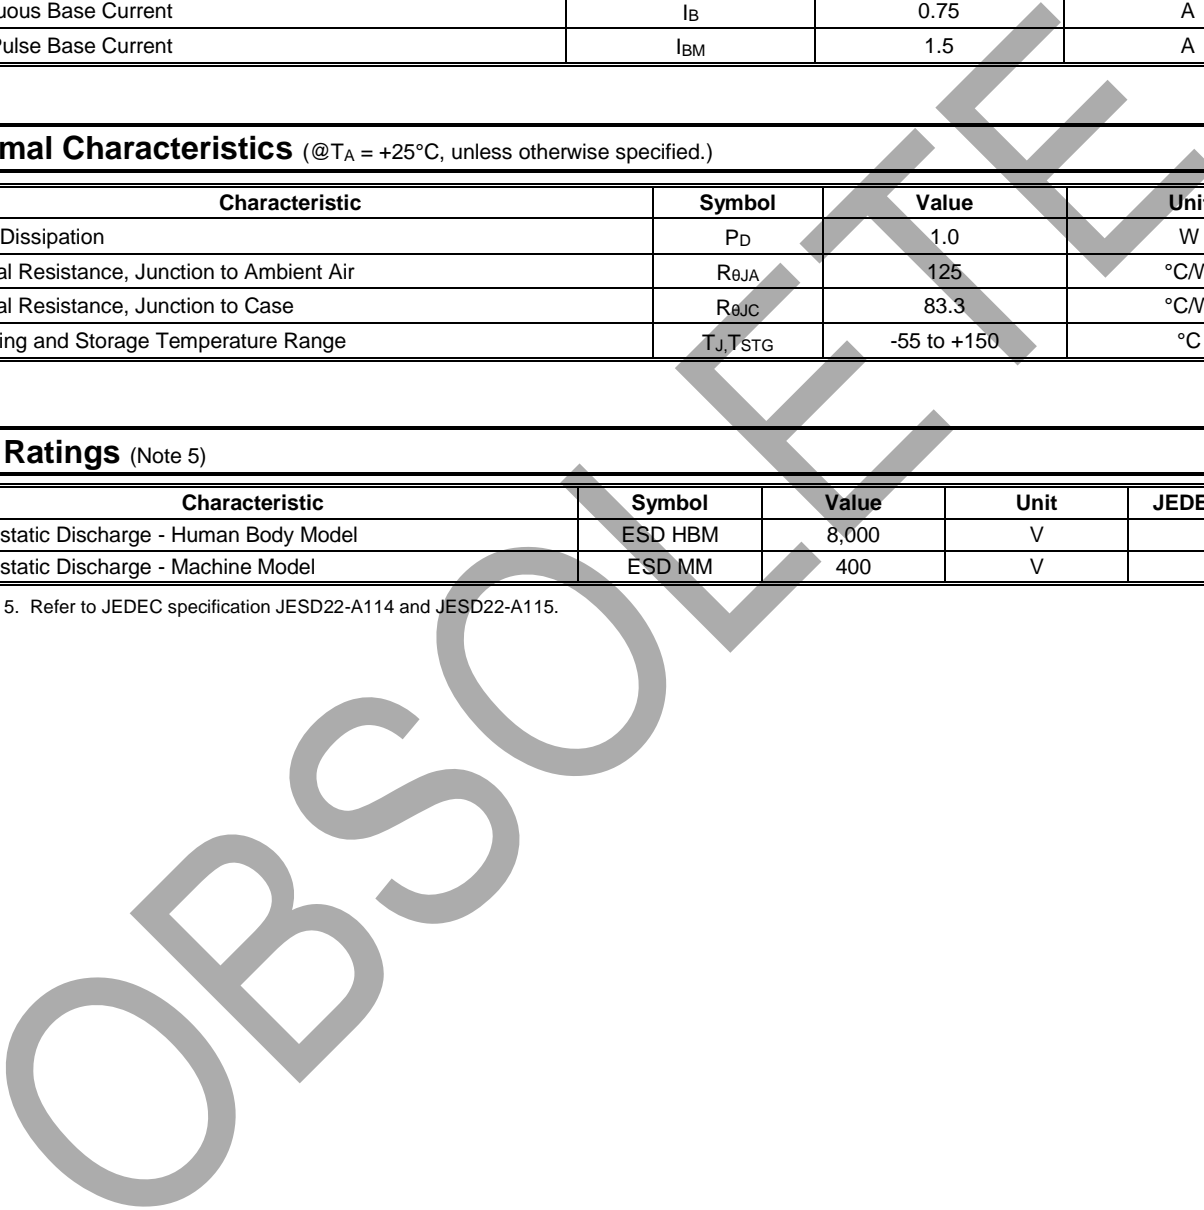 uous Base Current IB 0.75 A
Pulse Base Current IBM 1.5 A
mal Characteristics (@TA = +25°C, unless otherwise specified.)
Characteristic Symbol Value Unit
Dissipation PD 1.0 W
al Resistance, Junction to Ambient Air RθJA 125 °C/W
al Resistance, Junction to Case RθJC 83.3 °C/W
ing and Storage Temperature Range TJ,TSTG -55 to +150 °C
Ratings (Note 5)
Characteristic Symbol Value Unit JEDE
static Discharge - Human Body Model ESD HBM 8,000 V
static Discharge - Machine Model ESD MM 400 V
5. Refer to JEDEC specification JESD22-A114 and JESD22-A115.
OBSOLETE